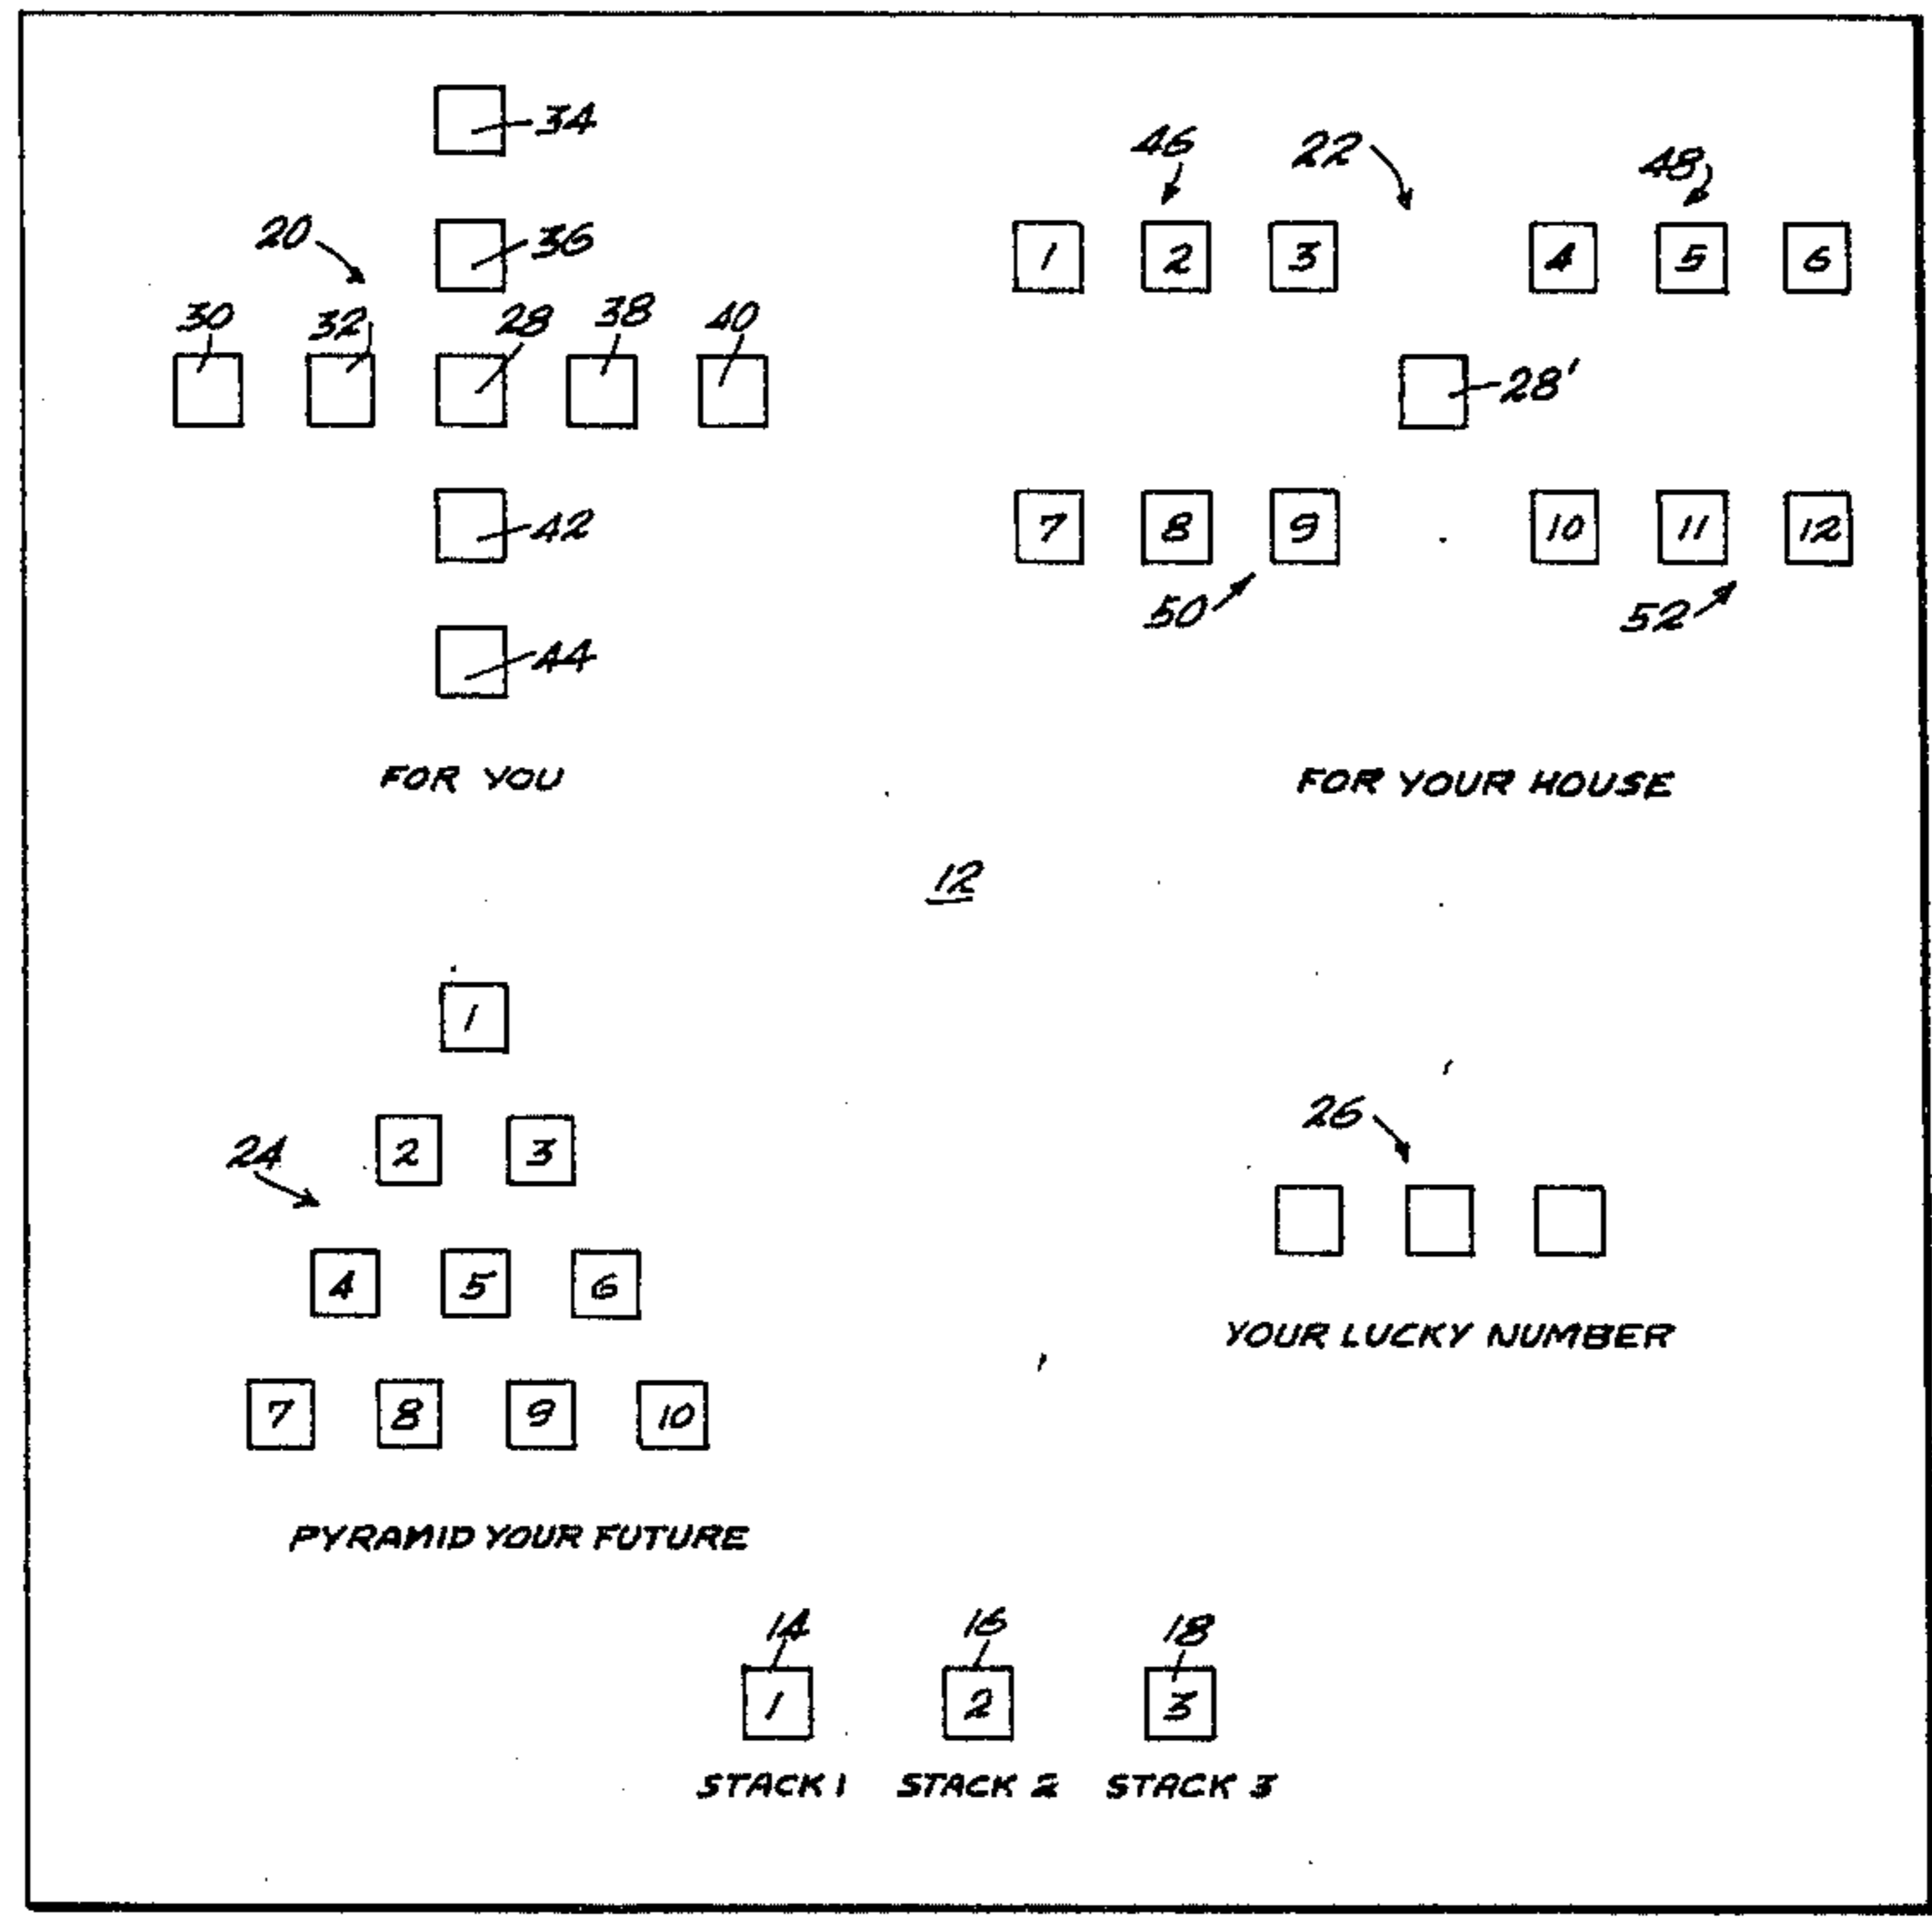 34
46 22 48
20 36 1 2 3 4 5 6
30 32 28 38 40 28'
42 7 8 9 10 11 12
50 52
44
FOR YOU FOR YOUR HOUSE
12
1
26
24 2 3
4 5 6
YOUR LUCKY NUMBER
7 8 9 10
PYRAMID YOUR FUTURE
14 16 18
1 2 3
STACK 1 STACK 2 STACK 3